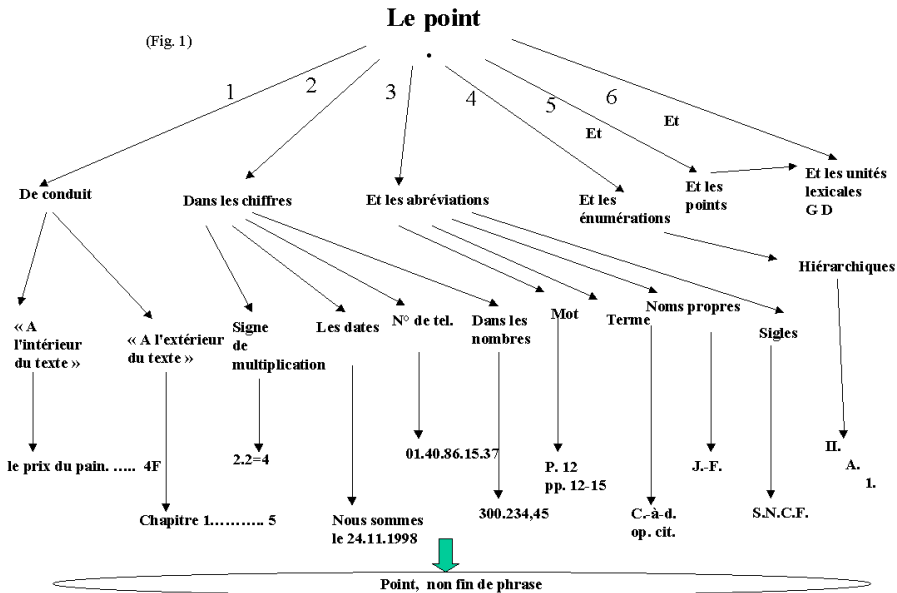 Le point
.
(Fig. 1)
1
2
3
4
5
6
Et
Et
De conduit
Dans les chiffres
Et les abréviations
Et les
énumérations
Et les
points
Et les unités
lexicales
G D
Hiérarchiques
« A
l'intérieur
du texte »
« A l'extérieur
du texte »
Signe
de
multiplication
Les dates
N° de tel.
Dans les
nombres
Mot
Terme
Noms propres
Sigles
le prix du pain. ….. 4F
Chapitre 1……….. 5
2.2=4
Nous sommes
le 24.11.1998
01.40.86.15.37
300.234,45
P. 12
pp. 12-15
C.-à-d.
op. cit.
J.-F.
S.N.C.F.
II.
A.
1.
Point, non fin de phrase